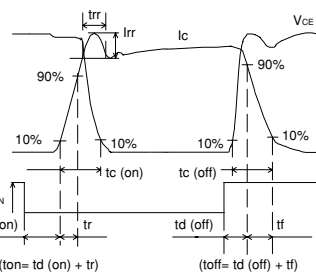 trr
Irr
Ic
VCE
90%
90%
10%
10%
10%
10%
tc (on)
tc (off)
N
on)
tr
td (off)
tf
(ton= td (on) + tr)
(toff= td (off) + tf)